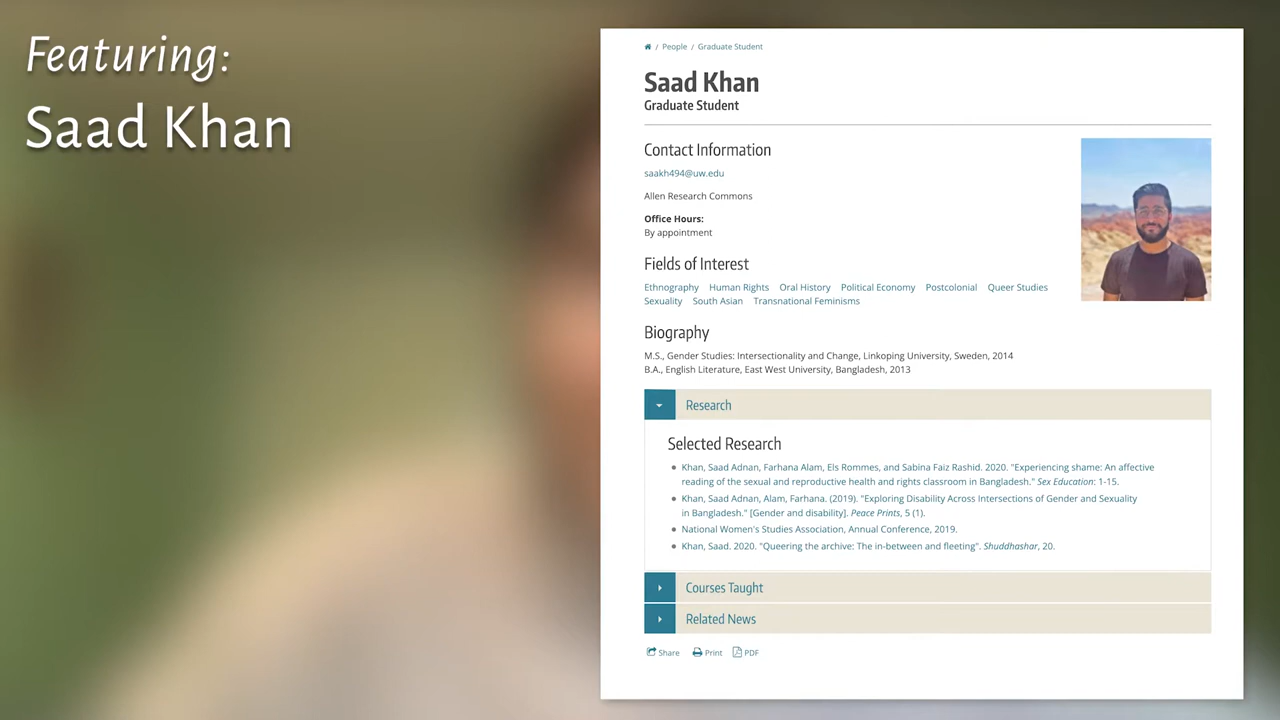 Featuring:
Saad Khan
/ People / Graduate Student
Saad Khan
Graduate Student
Contact Information
saakh494@uw.edu
Allen Research Commons
Office Hours:
By appointment
Fields of Interest
Ethnography Human Rights Oral History Political Economy Postcolonial Queer Studies
Sexuality South Asian Transnational Feminisms
Biography
M.S., Gender Studies: Intersectionality and Change, Linkoping University, Sweden, 2014
B.A., English Literature, East West University, Bangladesh, 2013
Research
Selected Research
Khan, Saad Adnan, Farhana Alam, Els Rommes, and Sabina Faiz Rashid. 2020. "Experiencing shame: An affective
reading of the sexual and reproductive health and rights classroom in Bangladesh." Sex Education: 1-15.
Khan, Saad Adnan, Alam, Farhana. (2019). "Exploring Disability Across Intersections of Gender and Sexuality
in Bangladesh." [Gender and disability]. Peace Prints, 5 (1).
National Women's Studies Association, Annual Conference, 2019.
Khan, Saad. 2020. "Queering the archive: The in-between and fleeting". Shuddhashar, 20.
Courses Taught
Related News
Share Print PDF